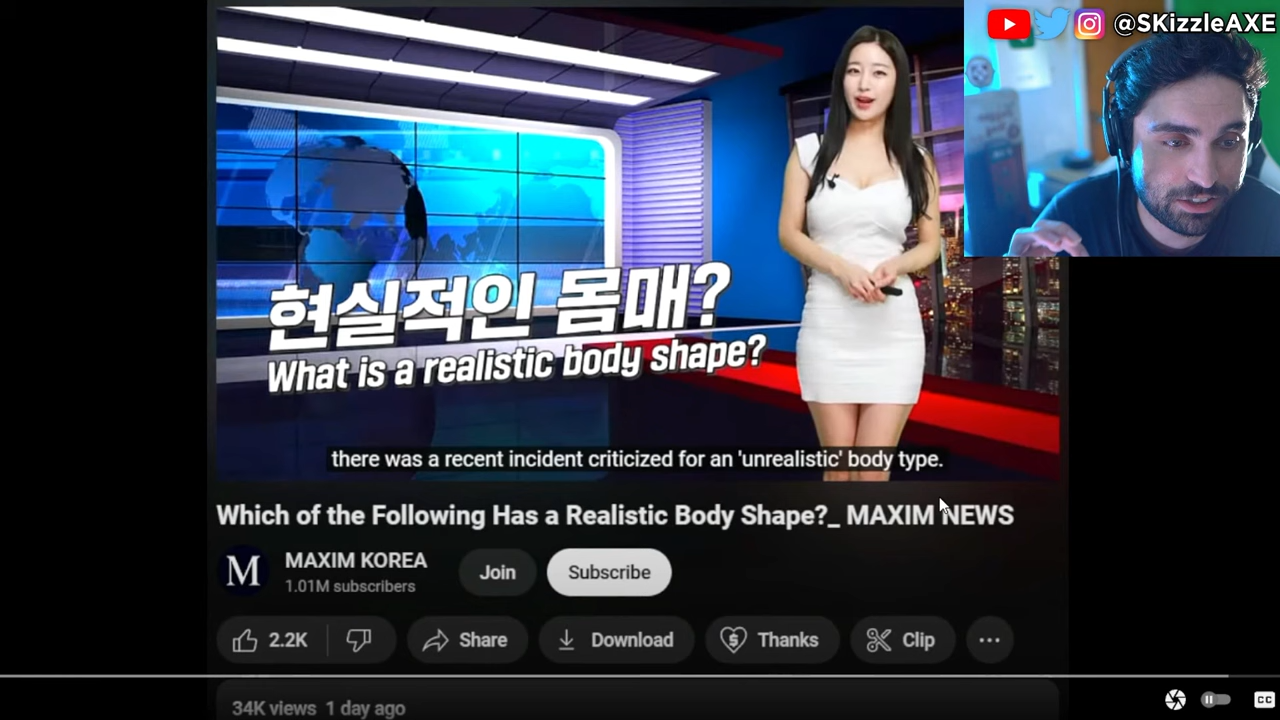 @SKizzleAXE
현실적인 몸매?
What is a realistic body shape?
there was a recent incident criticized for an 'unrealistic' body type.
Which of the Following Has a Realistic Body Shape?_ MAXIM NEWS
M
MAXIM KOREA
1.01M subscribers
Join
Subscribe
2.2K
Share
Download
Thanks
Clip
34K views 1 day ago
CC